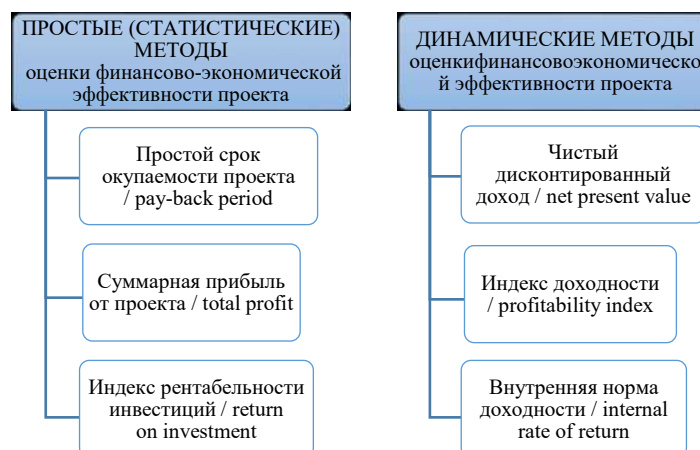 ПРОСТЫЕ (СТАТИСТИЧЕСКИЕ)
МЕТОДЫ
оценки финансово-экономической
эффективности проекта
Простой срок
окупаемости проекта
/ pay-back period
Суммарная прибыль
от проекта / total profit
Индекс рентабельности
инвестиций / return
on investment
ДИНАМИЧЕСКИЕ МЕТОДЫ
оценкифинансовоэкономическо
й эффективности проекта
Чистый
дисконтированный
доход / net present value
Индекс доходности
/ profitability index
Внутренняя норма
доходности / internal
rate of return